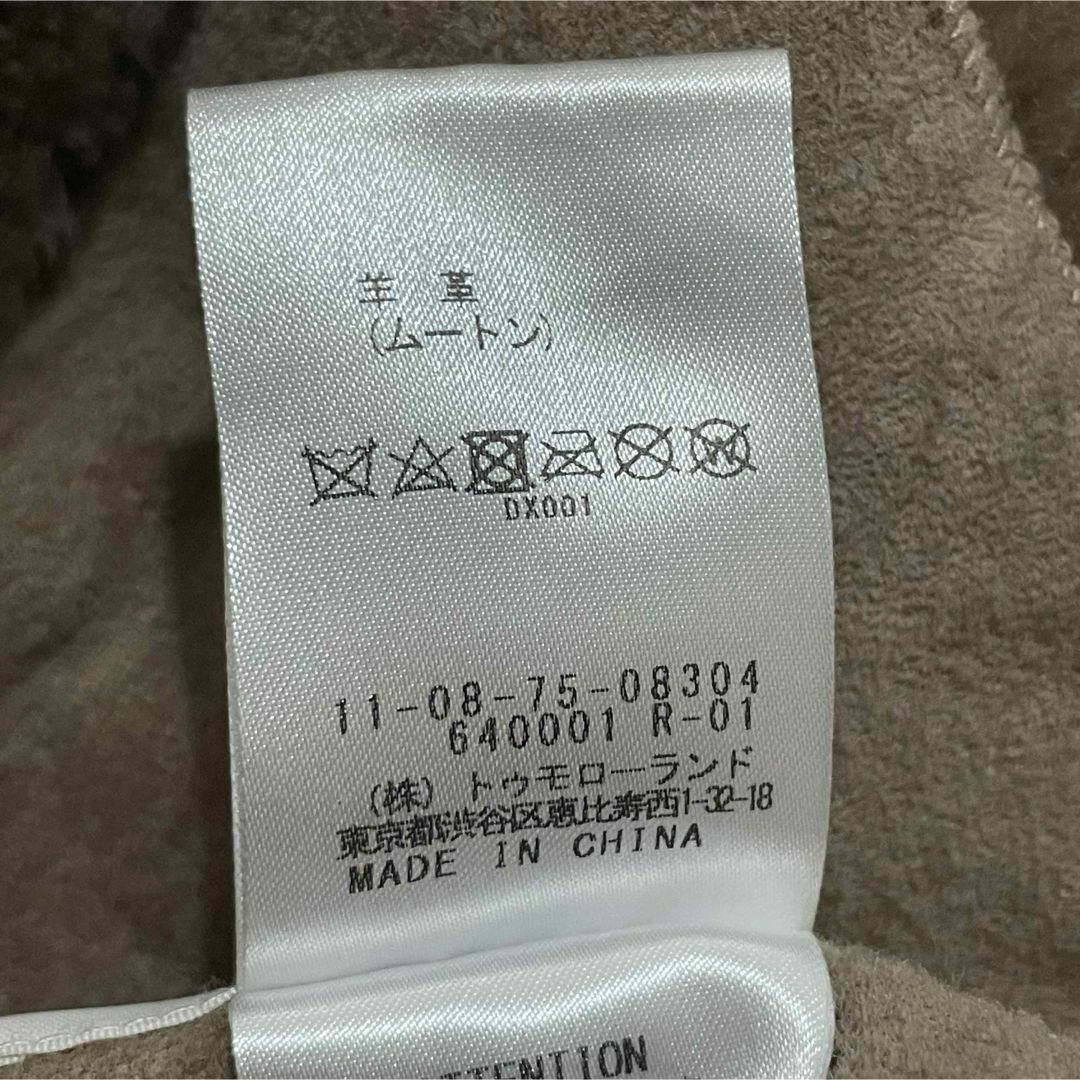 羊 革
(ムートン)
W
DX001
11-08-75-08304
640001 R-01
(株) トゥモローランド
東京都渋谷区恵比寿西1-32-18
MADE IN CHINA
ATTENTION